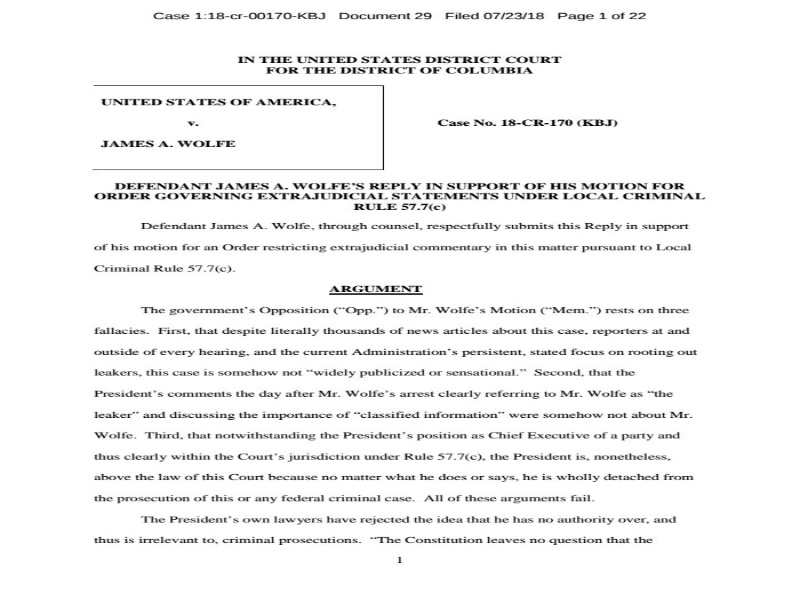 Case 1:18-cr-00170-KBJ Document 29 Filed 07/23/18 Page 1 of 22
IN THE UNITED STATES DISTRICT COURT
FOR THE DISTRICT OF COLUMBIA
UNITED STATES OF AMERICA,
v.
JAMES A. WOLFE
Case No. 18-CR-170 (KBJ)
DEFENDANT JAMES A. WOLFE'S REPLY IN SUPPORT OF HIS MOTION FOR
ORDER GOVERNING EXTRAJUDICIAL STATEMENTS UNDER LOCAL CRIMINAL
RULE 57.7(c)
Defendant James A. Wolfe, through counsel, respectfully submits this Reply in support
of his motion for an Order restricting extrajudicial commentary in this matter pursuant to Local
Criminal Rule 57.7(c).
ARGUMENT
The government's Opposition ("Opp.") to Mr. Wolfe's Motion ("Mem.") rests on three
fallacies. First, that despite literally thousands of news articles about this case, reporters at and
outside of every hearing, and the current Administration's persistent, stated focus on rooting out
leakers, this case is somehow not "widely publicized or sensational." Second, that the
President's comments the day after Mr. Wolfe's arrest clearly referring to Mr. Wolfe as "the
leaker" and discussing the importance of "classified information" were somehow not about Mr.
Wolfe. Third, that notwithstanding the President's position as Chief Executive of a party and
thus clearly within the Court's jurisdiction under Rule 57.7(c), the President is, nonetheless,
above the law of this Court because no matter what he does or says, he is wholly detached from
the prosecution of this or any federal criminal case. All of these arguments fail.
The President's own lawyers have rejected the idea that he has no authority over, and
thus is irrelevant to, criminal prosecutions. "The Constitution leaves no question that the
1